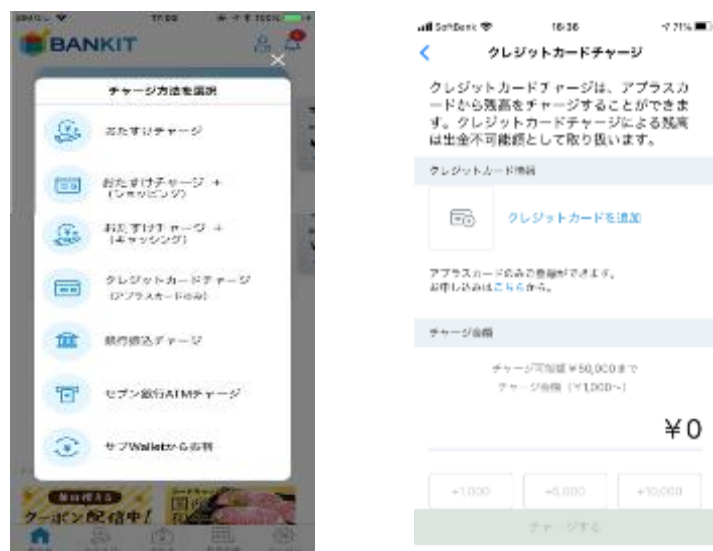 17:00
100%
BANKIT
チャージ方法を選択
おたすけチャージ
おたすけチャージ +
(ショッピング)
おたすけチャージ +
(キャッシング)
クレジットカードチャージ
(アプラスカードのみ)
銀行振込チャージ
セブン銀行ATMチャージ
サブWalletからお財
クーポン配信中!
SoftBank
16:36
71%
クレジットカードチャージ
クレジットカードチャージは、アプラスカ
ードから残高をチャージすることができま
す。クレジットカードチャージによる残高
は出金不可能額として取り扱います。
クレジットカード情報
クレジットカードを追加
アプラスカードのみご登録ができます。
お申し込みはこちらから。
チャージ金額
チャージ可能額 ¥50,000まで
チャージ金額（¥1,000~）
¥0
+1,000
+5,000
+10,000
チャージする